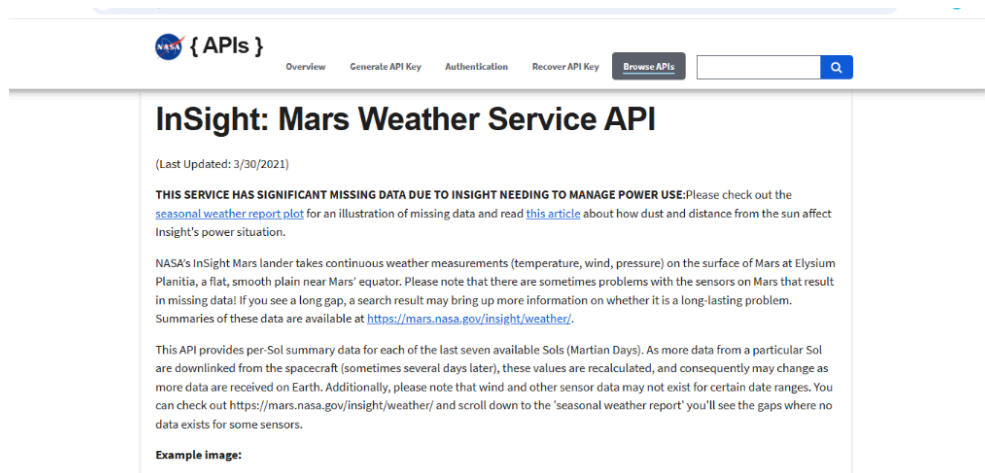 NASA { APIs }
Overview Generate API Key Authentication Recover API Key Browse APIs
InSight: Mars Weather Service API
(Last Updated: 3/30/2021)
THIS SERVICE HAS SIGNIFICANT MISSING DATA DUE TO INSIGHT NEEDING TO MANAGE POWER USE:Please check out the
seasonal weather report plot for an illustration of missing data and read this article about how dust and distance from the sun affect
Insight's power situation.
NASA's InSight Mars lander takes continuous weather measurements (temperature, wind, pressure) on the surface of Mars at Elysium
Planitia, a flat, smooth plain near Mars' equator. Please note that there are sometimes problems with the sensors on Mars that result
in missing data! If you see a long gap, a search result may bring up more information on whether it is a long-lasting problem.
Summaries of these data are available at https://mars.nasa.gov/insight/weather/.
This API provides per-Sol summary data for each of the last seven available Sols (Martian Days). As more data from a particular Sol
are downlinked from the spacecraft (sometimes several days later), these values are recalculated, and consequently may change as
more data are received on Earth. Additionally, please note that wind and other sensor data may not exist for certain date ranges. You
can check out https://mars.nasa.gov/insight/weather/ and scroll down to the 'seasonal weather report' you'll see the gaps where no
data exists for some sensors.
Example image: